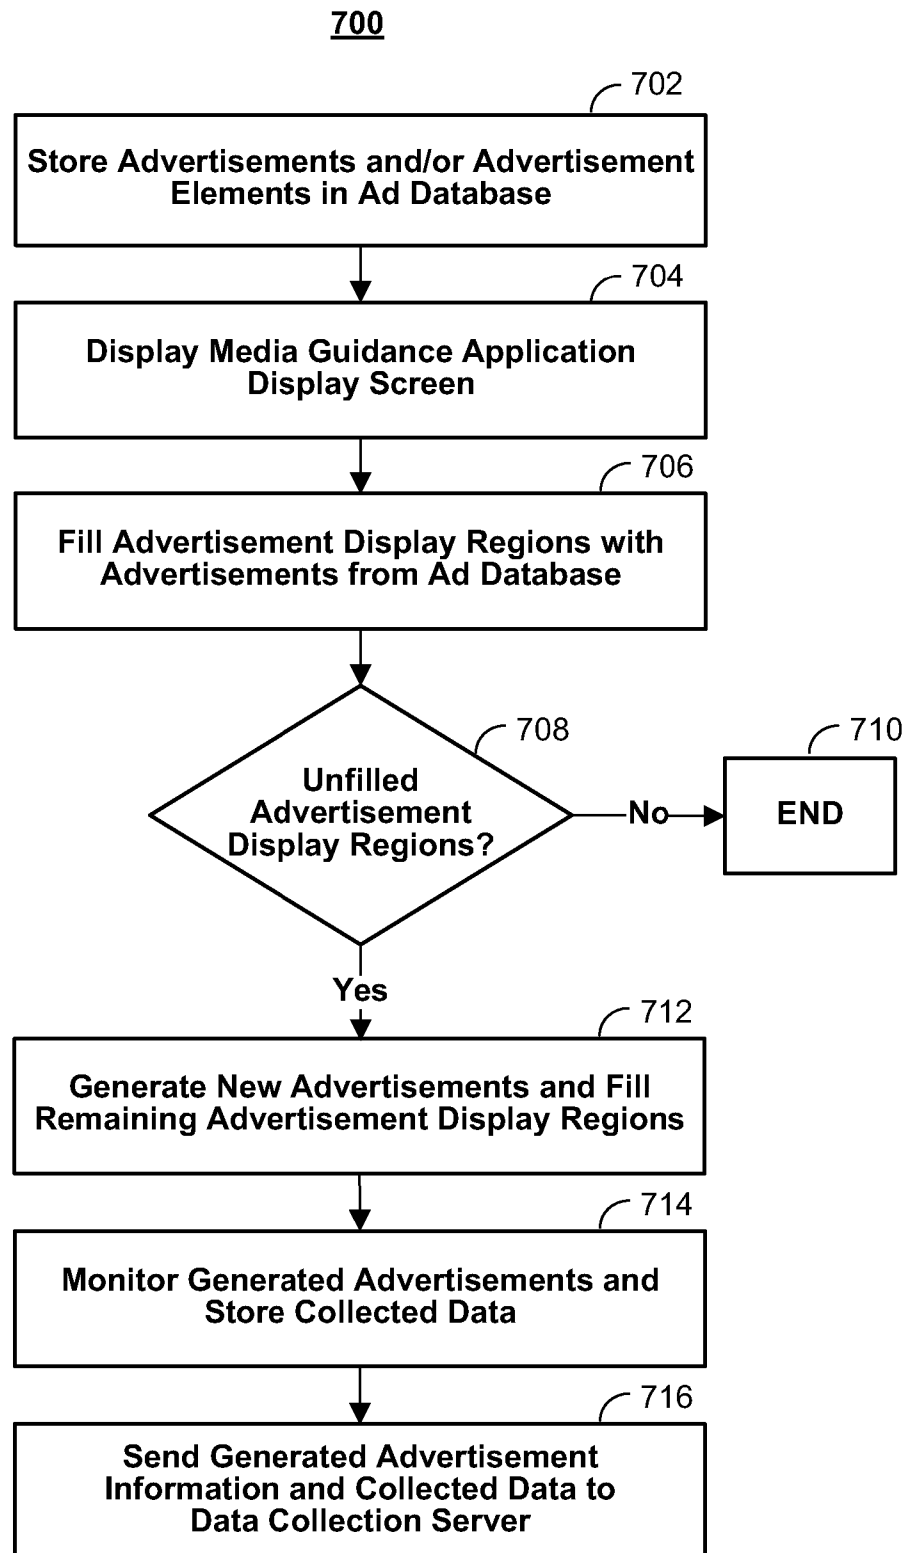 700
702
Store Advertisements and/or Advertisement
Elements in Ad Database
704
Display Media Guidance Application
Display Screen
706
Fill Advertisement Display Regions with
Advertisements from Ad Database
708
Unfilled
Advertisement
Display Regions?
No
710
END
Yes
712
Generate New Advertisements and Fill
Remaining Advertisement Display Regions
714
Monitor Generated Advertisements and
Store Collected Data
716
Send Generated Advertisement
Information and Collected Data to
Data Collection Server